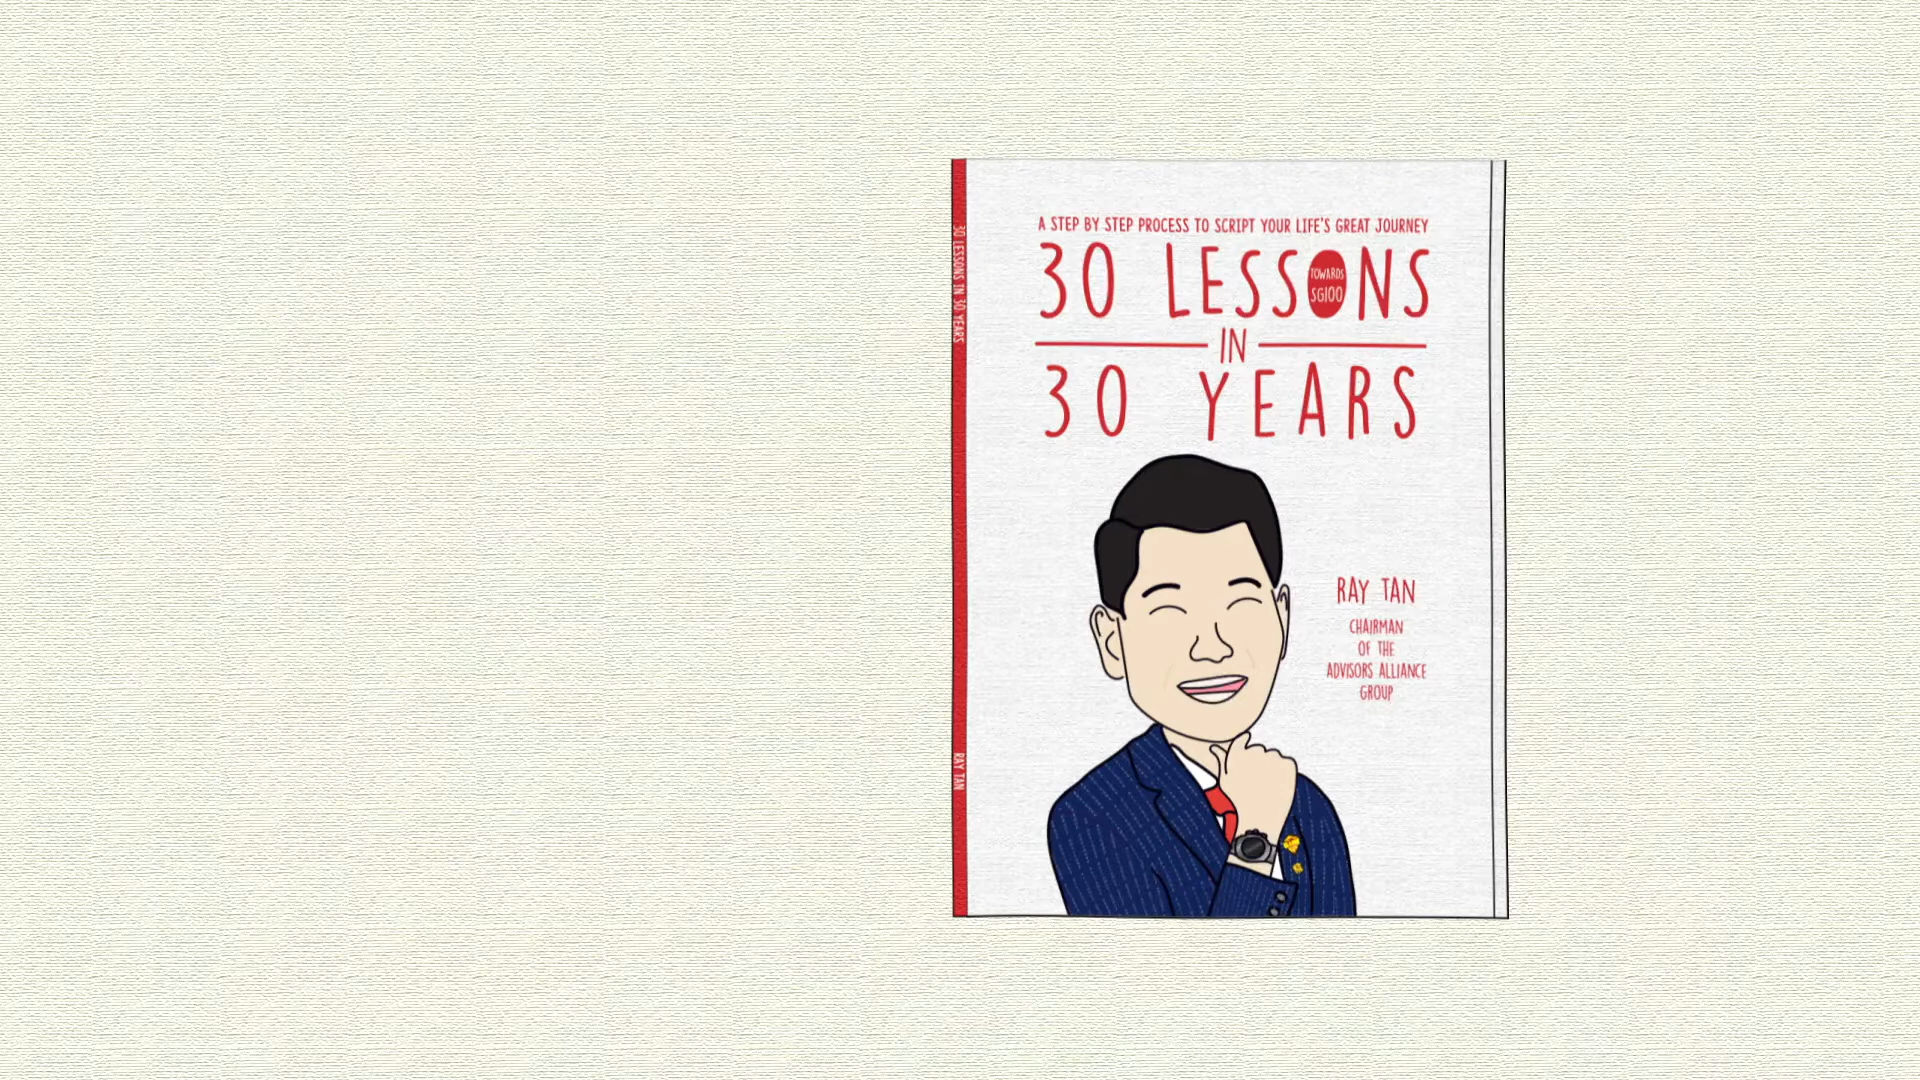 A STEP BY STEP PROCESS TO SCRIPT YOUR LIFE'S GREAT JOURNEY
30 LESSONS
TOWARDS
SG100
IN
30 YEARS
RAY TAN
CHAIRMAN
OF THE
ADVISORS ALLIANCE
GROUP
30 LESSONS IN 30 YEARS
RAY TAN